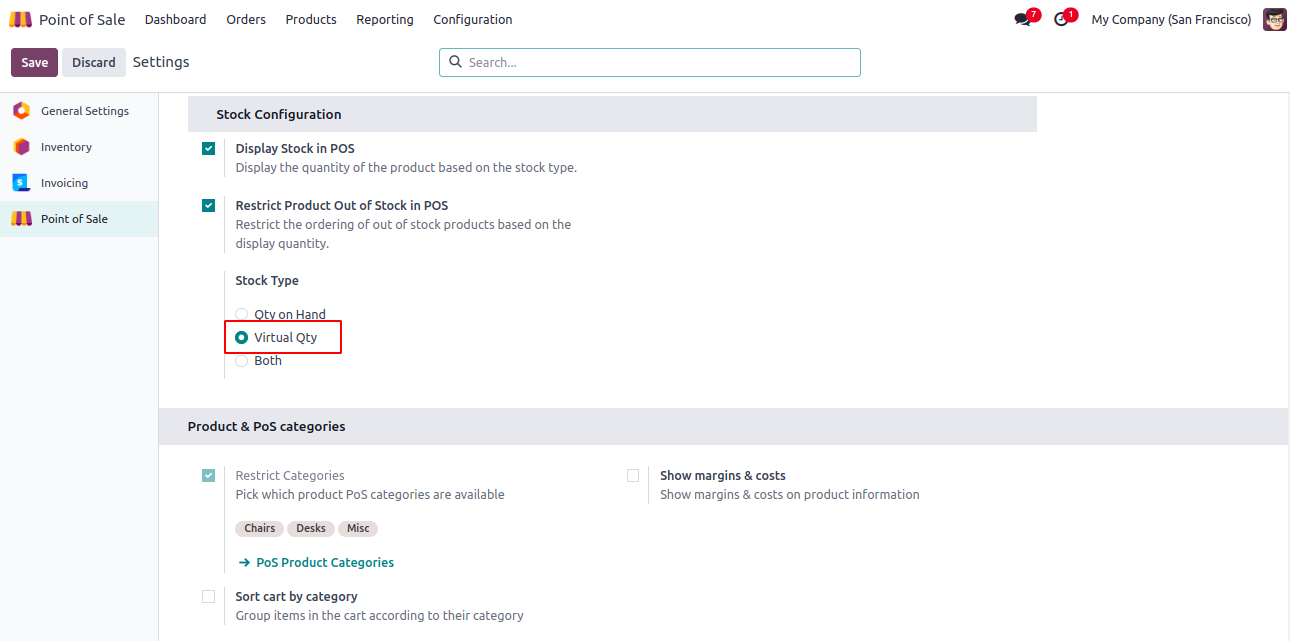 Point of Sale Dashboard Orders Products Reporting Configuration 7 1 My Company (San Francisco)
Save Discard Settings Search...
General Settings
Inventory
Invoicing
Point of Sale
Stock Configuration
Display Stock in POS
Display the quantity of the product based on the stock type.
Restrict Product Out of Stock in POS
Restrict the ordering of out of stock products based on the
display quantity.
Stock Type
Qty on Hand
Virtual Qty
Both
Product & PoS categories
Restrict Categories
Pick which product PoS categories are available
Chairs Desks Misc
PoS Product Categories
Show margins & costs
Show margins & costs on product information
Sort cart by category
Group items in the cart according to their category